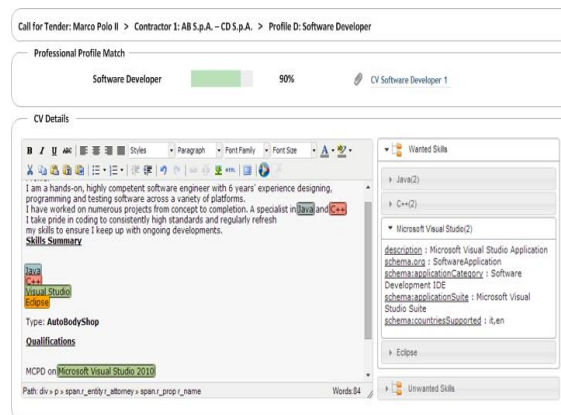 Call for Tender: Marco Polo II > Contractor 1: AB S.p.A. – CD S.p.A. > Profile D: Software Developer
Professional Profile Match
Software Developer 90% CV Software Developer 1
CV Details
B I U ABC Styles Paragraph Font Family Font Size A
HTML
I am a hands-on, highly competent software engineer with 6 years' experience designing,
programming and testing software across a variety of platforms.
I have worked on numerous projects from concept to completion. A specialist in Java and C++
I take pride in coding to consistently high standards and regularly refresh
my skills to ensure I keep up with ongoing developments.
Skills Summary
Java
C++
Visual Studio
Eclipse
Type: AutoBodyShop
Qualifications
MCPD on Microsoft Visual Studio 2010
Path: div » p » span.r_entity r_attorney » span.r_prop r_name Words:84
Wanted Skills
Java(2)
C++(2)
Microsoft Visual Studio(2)
description : Microsoft Visual Studio Application
schema.org : SoftwareApplication
schema:applicationCategory : Software
Development IDE
schema:applicationSuite : Microsoft Visual
Studio Suite
schema:countriesSupported : it,en
Eclipse
Unwanted Skills